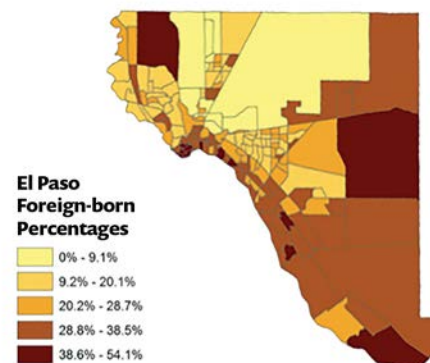 El Paso
Foreign-born
Percentages
0% - 9.1%
9.2% - 20.1%
20.2% - 28.7%
28.8% - 38.5%
38.6% - 54.1%